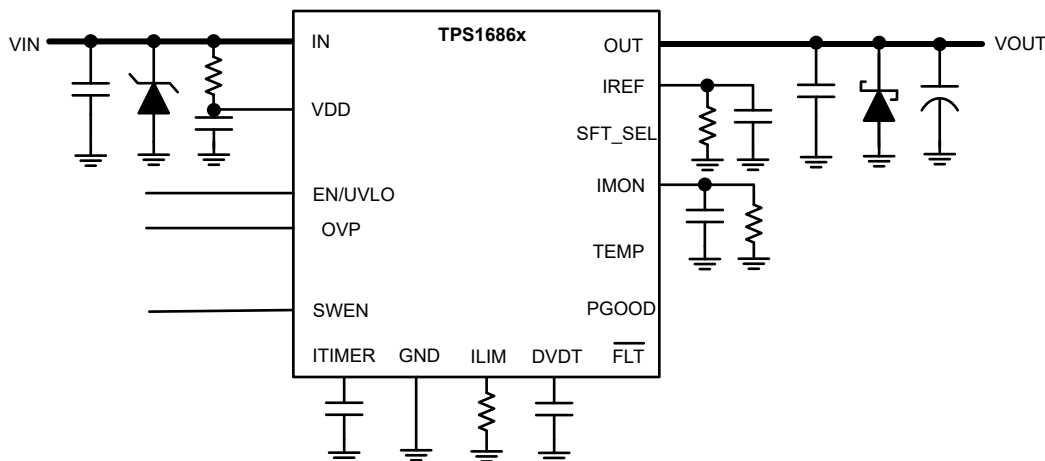 TPS1686x
VIN
IN
OUT
VOUT
IREF
VDD
SFT_SEL
EN/UVLO
IMON
OVP
TEMP
SWEN
PGOOD
ITIMER GND ILIM DVDT FLT